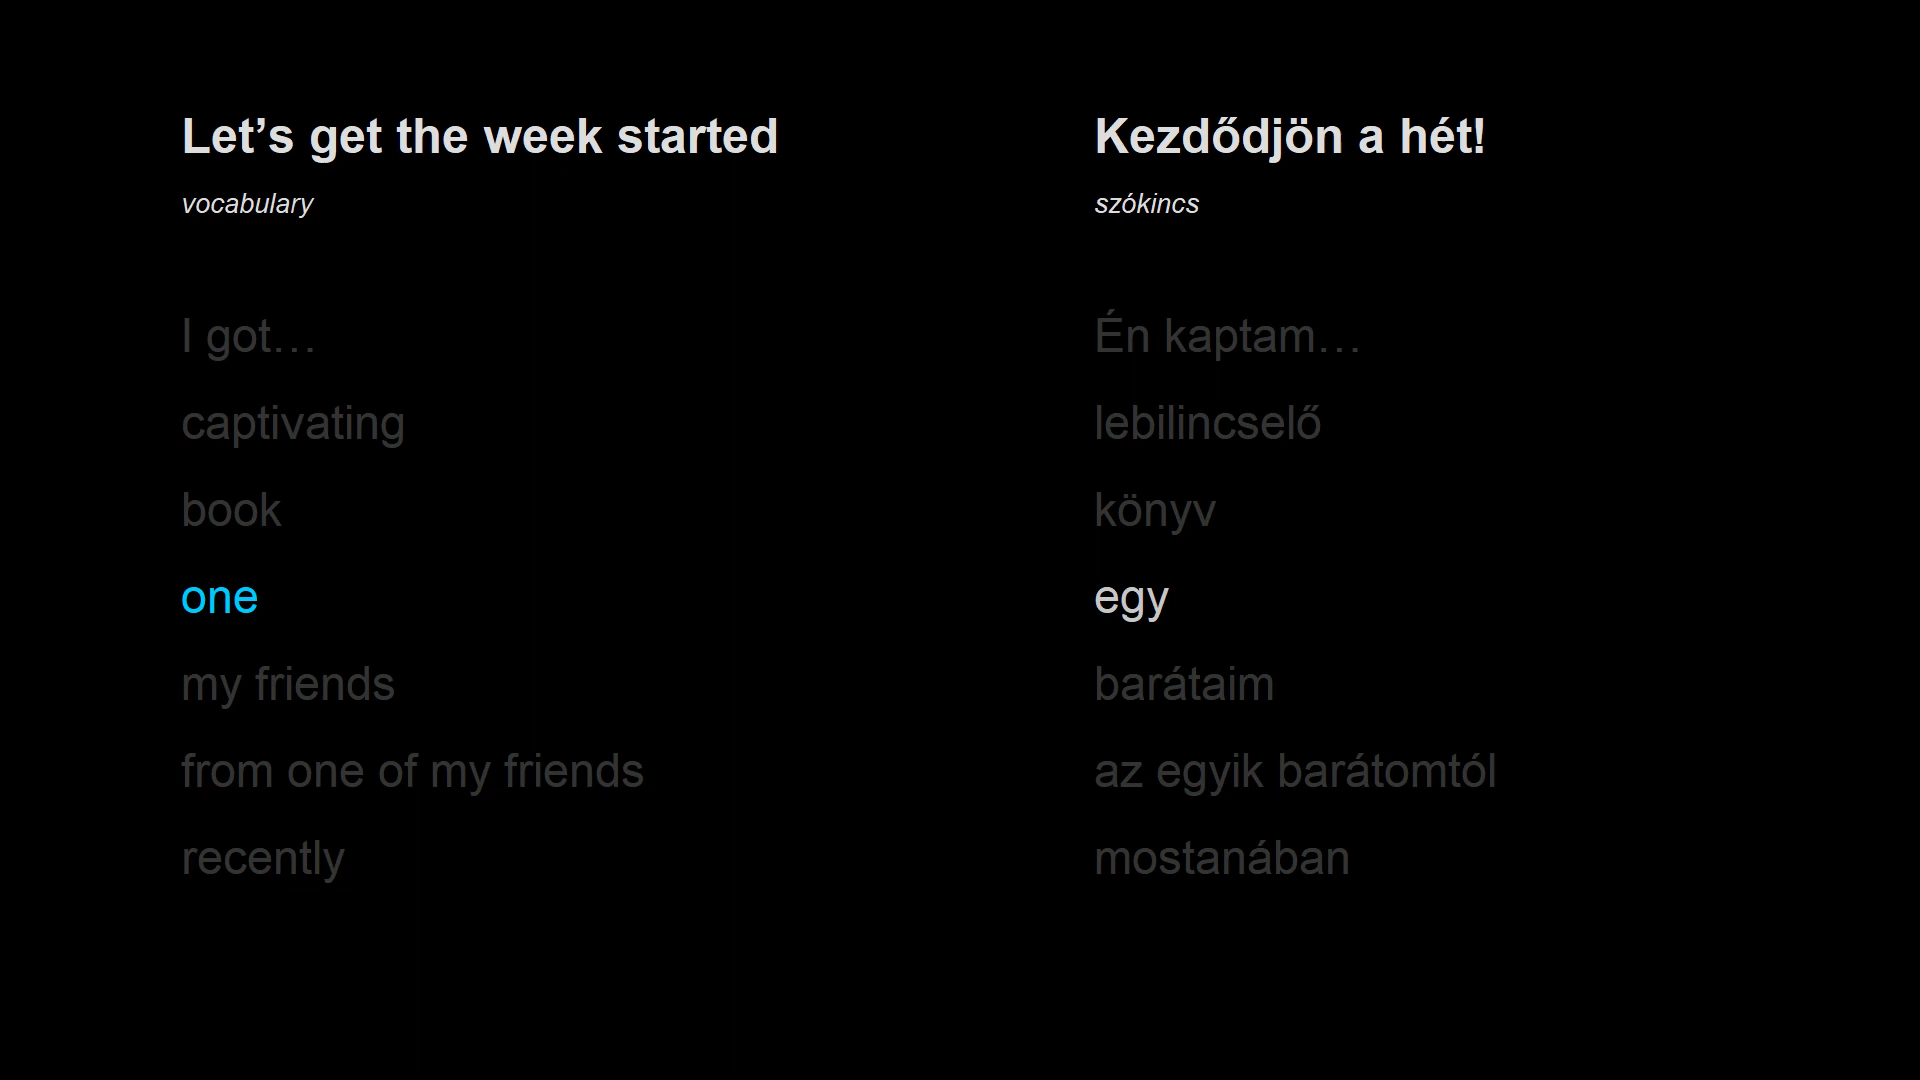 Let’s get the week started
vocabulary
I got…
captivating
book
one
my friends
from one of my friends
recently
Kezdődjön a hét!
szókincs
Én kaptam…
lebilincselő
könyv
egy
barátaim
az egyik barátomtól
mostanában